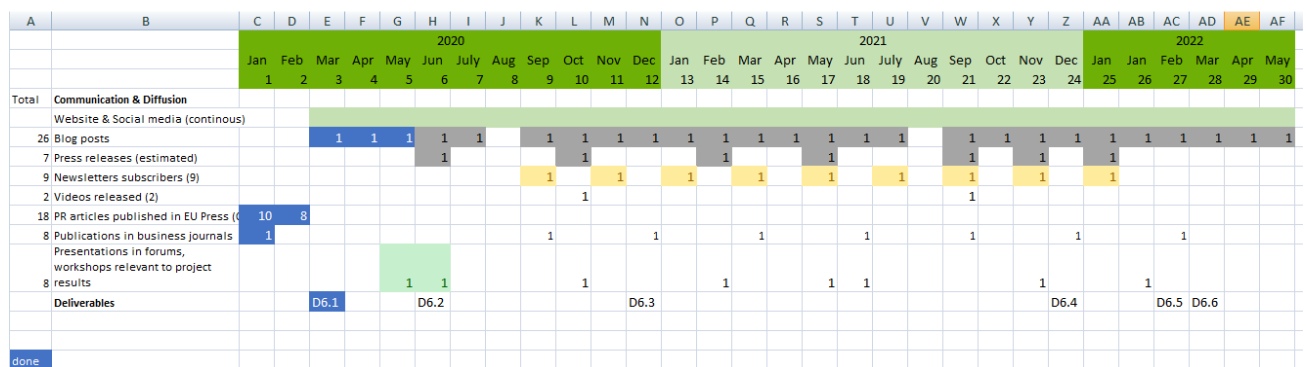 A B C D E F G H I J K L M N O P Q R S T U V W X Y Z AA AB AC AD AE AF
2020 2021 2022
Jan Feb Mar Apr May Jun July Aug Sep Oct Nov Dec Jan Feb Mar Apr May Jun July Aug Sep Oct Nov Dec Jan Jan Feb Mar Apr May
1 2 3 4 5 6 7 8 9 10 11 12 13 14 15 16 17 18 19 20 21 22 23 24 25 26 27 28 29 30
Total Communication & Diffusion
Website & Social media (continous)
26 Blog posts 1 1 1 1 1 1 1 1 1 1 1 1 1 1 1 1 1 1 1 1 1 1 1 1 1 1
7 Press releases (estimated) 1 1 1 1 1 1 1
9 Newsletters subscribers (9) 1 1 1 1 1 1 1 1 1
2 Videos released (2) 1 1
18 PR articles published in EU Press ( 10 8
8 Publications in business journals 1 1 1 1 1 1 1 1
Presentations in forums,
workshops relevant to project
8 results 1 1 1 1 1 1 1 1
Deliverables D6.1 D6.2 D6.3 D6.4 D6.5 D6.6
done